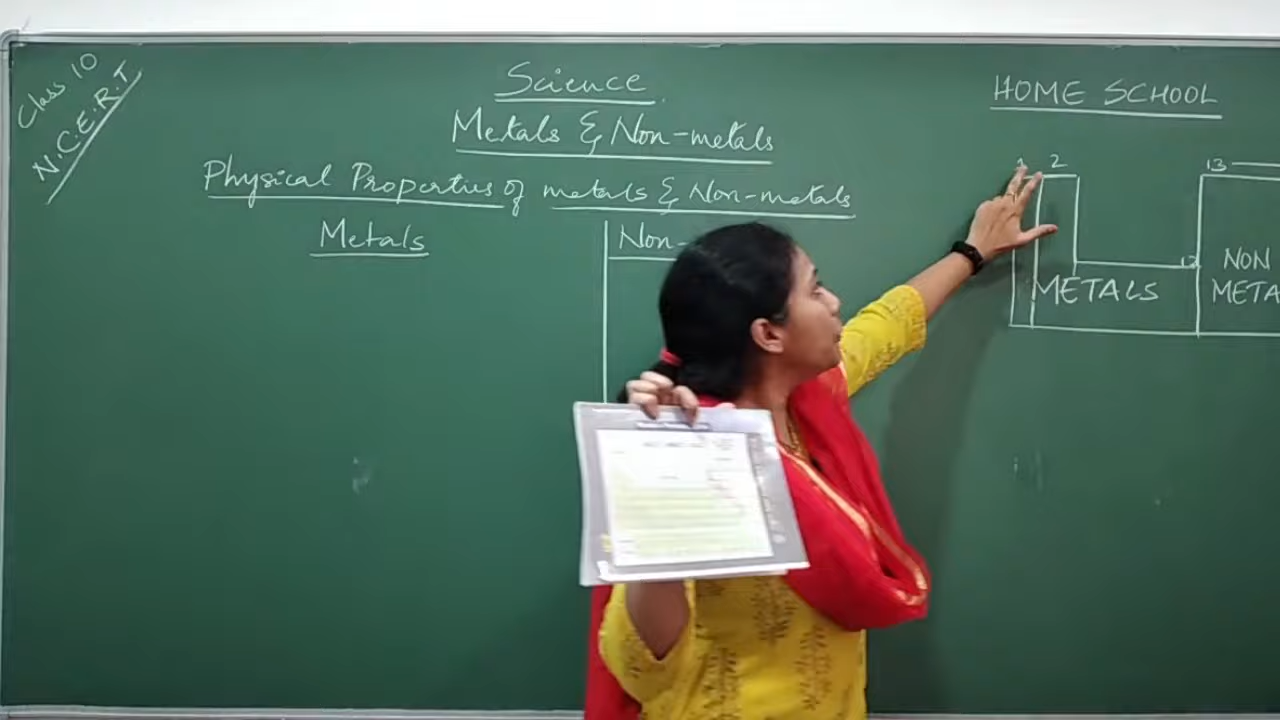 Class 10
N.C.E.R.T
Science
Metals & Non-metals
Physical Properties of metals & Non-metals
Metals
Non-
HOME SCHOOL
1 2
13
12
METALS
NON
META